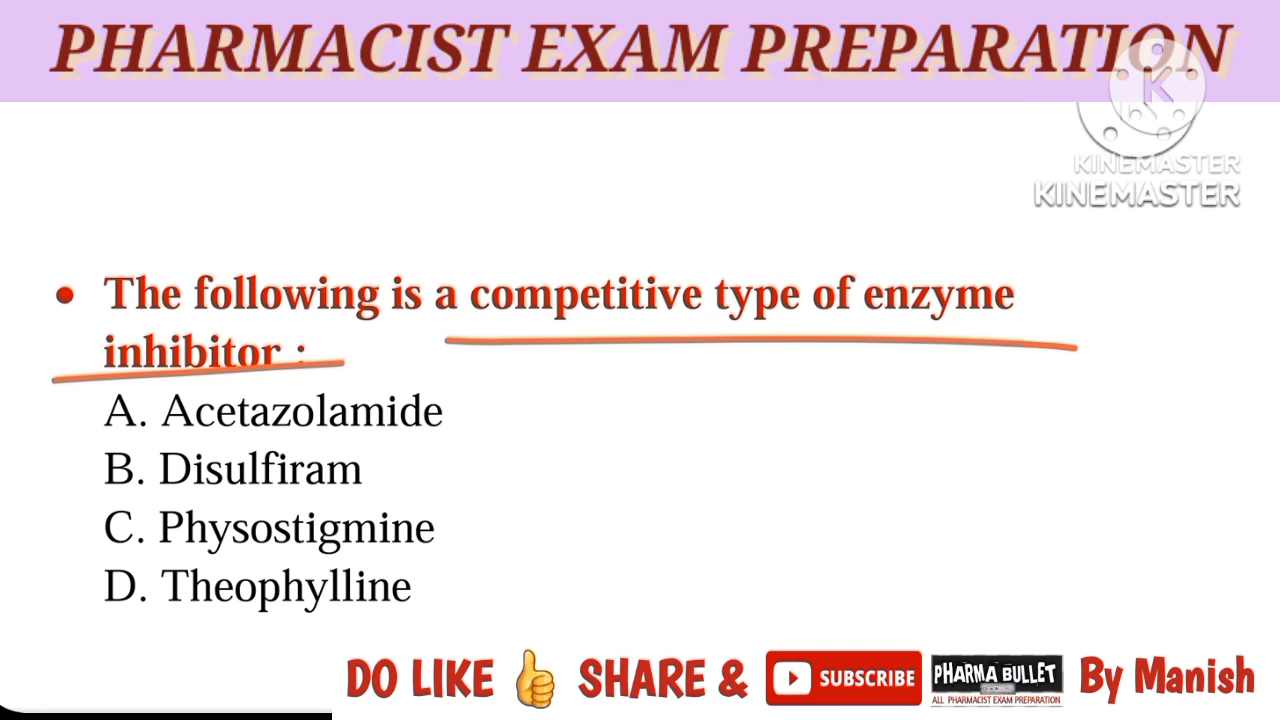 PHARMACIST EXAM PREPARATION
K
KINEMASTER
KINEMASTER
• The following is a competitive type of enzyme
inhibitor :
A. Acetazolamide
B. Disulfiram
C. Physostigmine
D. Theophylline
DO LIKE 👍 SHARE & SUBSCRIBE PHARMA BULLET By Manish
ALL PHARMACIST EXAM PREPARATION